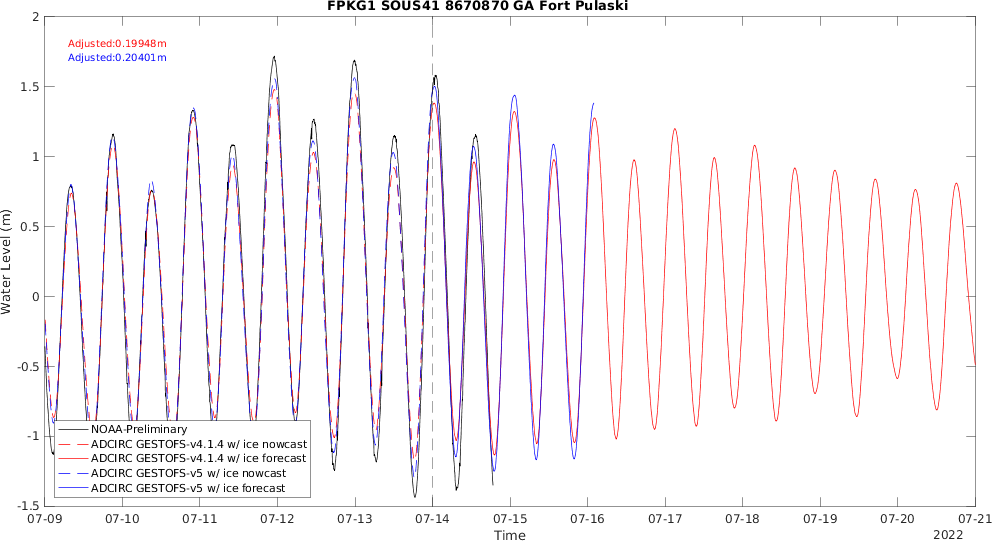 FPKG1 SOUS41 8670870 GA Fort Pulaski
Adjusted:0.19948m
Adjusted:0.20401m
2
1.5
1
0.5
0
-0.5
-1
-1.5
Water Level (m)
NOAA-Preliminary
ADCIRC GESTOFS-v4.1.4 w/ ice nowcast
ADCIRC GESTOFS-v4.1.4 w/ ice forecast
ADCIRC GESTOFS-v5 w/ ice nowcast
ADCIRC GESTOFS-v5 w/ ice forecast
07-09 07-10 07-11 07-12 07-13 07-14 07-15 07-16 07-17 07-18 07-19 07-20 07-21
Time
2022